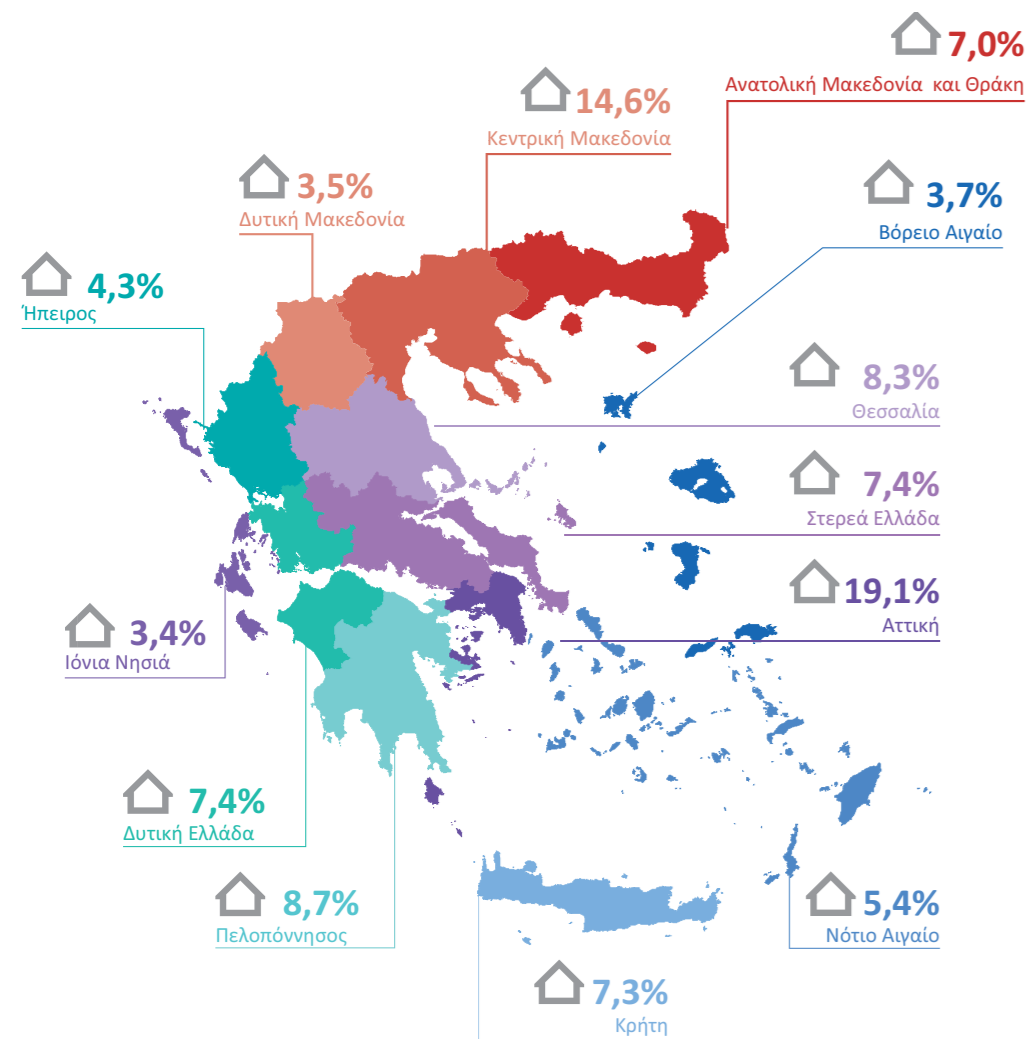 7,0%
Ανατολική Μακεδονία και Θράκη
14,6%
Κεντρική Μακεδονία
3,5%
Δυτική Μακεδονία
3,7%
Βόρειο Αιγαίο
4,3%
Ήπειρος
8,3%
Θεσσαλία
7,4%
Στερεά Ελλάδα
19,1%
Αττική
3,4%
Ιόνια Νησιά
7,4%
Δυτική Ελλάδα
8,7%
Πελοπόννησος
5,4%
Νότιο Αιγαίο
7,3%
Κρήτη